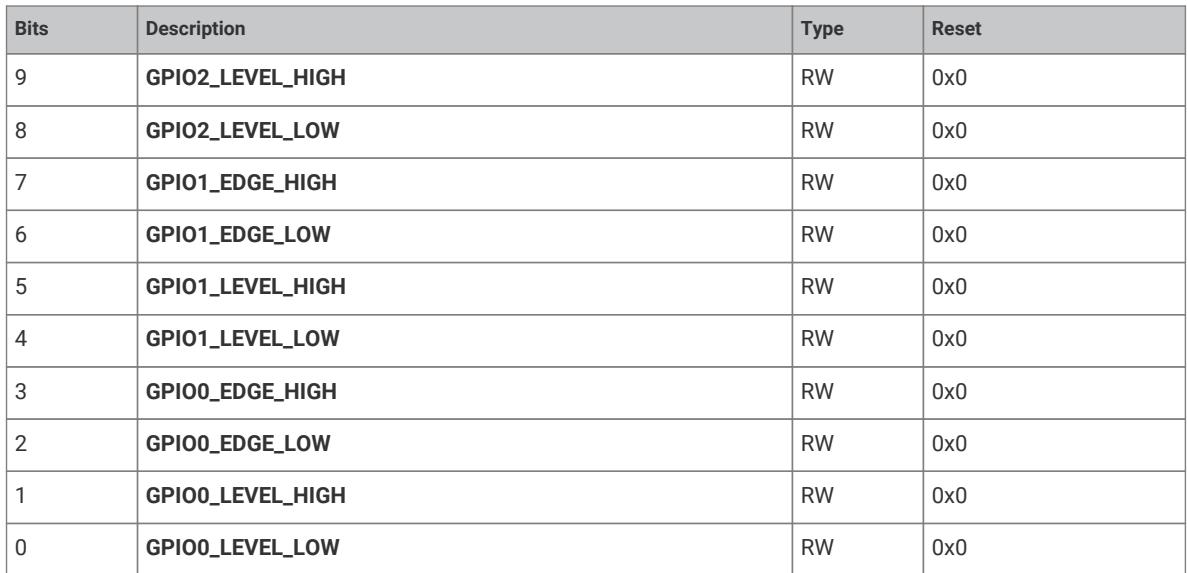 Bits Description Type Reset
9 GPIO2_LEVEL_HIGH RW 0x0
8 GPIO2_LEVEL_LOW RW 0x0
7 GPIO1_EDGE_HIGH RW 0x0
6 GPIO1_EDGE_LOW RW 0x0
5 GPIO1_LEVEL_HIGH RW 0x0
4 GPIO1_LEVEL_LOW RW 0x0
3 GPIO0_EDGE_HIGH RW 0x0
2 GPIO0_EDGE_LOW RW 0x0
1 GPIO0_LEVEL_HIGH RW 0x0
0 GPIO0_LEVEL_LOW RW 0x0